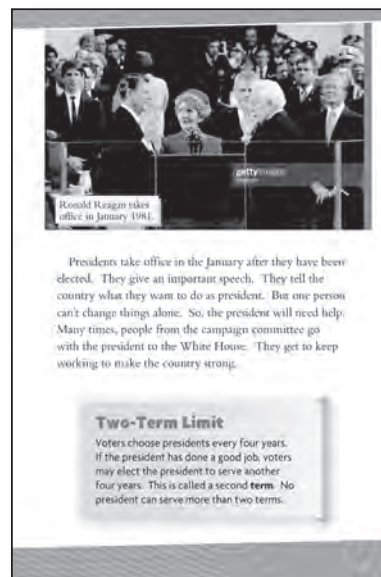 gettyimages
Ronald Reagan takes
office in January 1981.
Presidents take office in the January after they have been
elected. They give an important speech. They tell the
country what they want to do as president. But one person
can't change things alone. So, the president will need help.
Many times, people from the campaign committee go
with the president to the White House. They get to keep
working to make the country strong.
Two-Term Limit
Voters choose presidents every four years.
If the president has done a good job, voters
may elect the president to serve another
four years. This is called a second term. No
president can serve more than two terms.